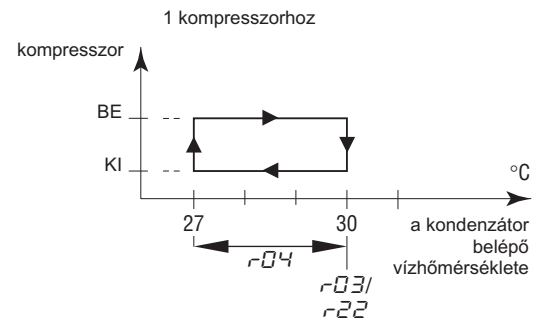 1 kompresszorhoz
kompresszor
BE
KI
°C
27 30
a kondenzátor
belépő
vízhőmérséklete
r04
r03/
r22